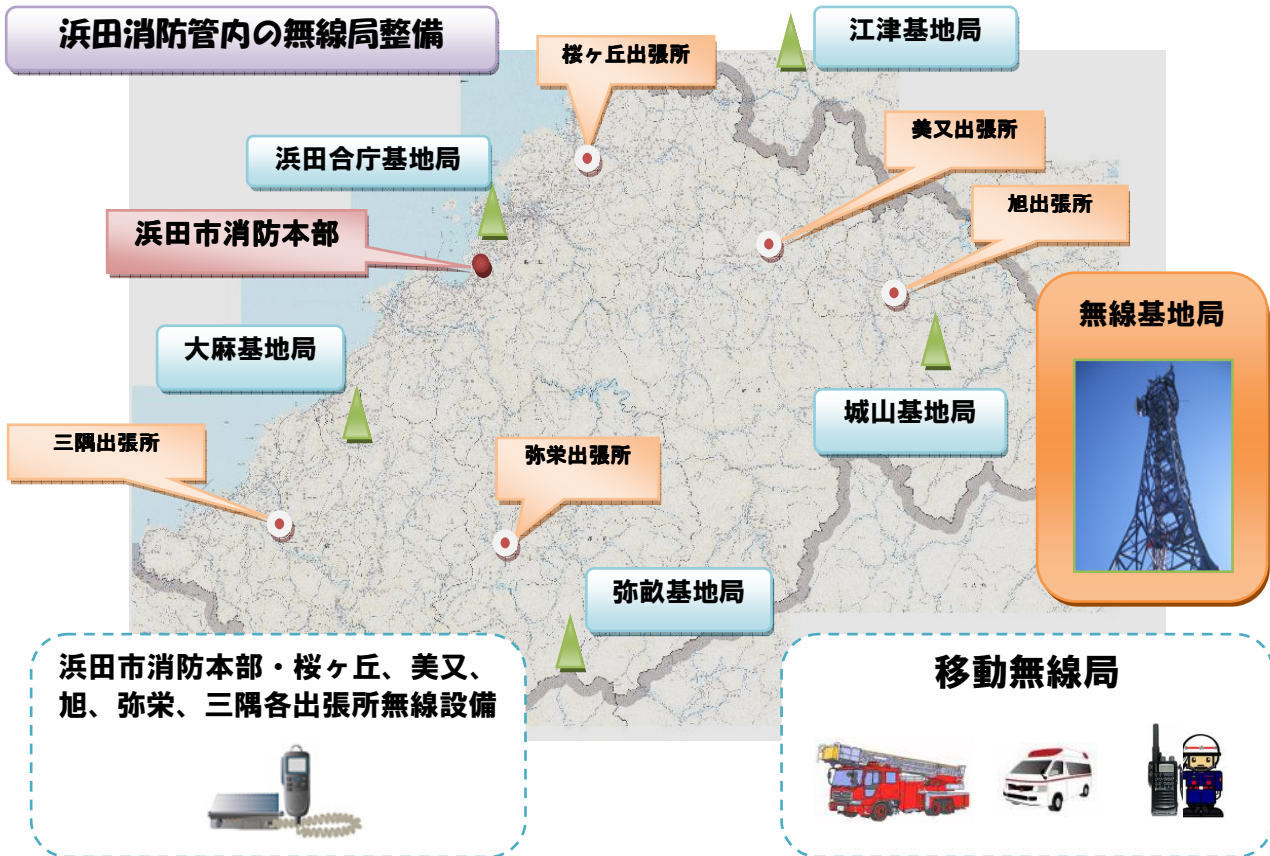 浜田消防管内の無線局整備
江津基地局
桜ヶ丘出張所
美又出張所
浜田合庁基地局
旭出張所
浜田市消防本部
無線基地局
大麻基地局
城山基地局
三隅出張所
弥栄出張所
弥畝基地局
浜田市消防本部・桜ヶ丘、美又、
旭、弥栄、三隅各出張所無線設備
移動無線局